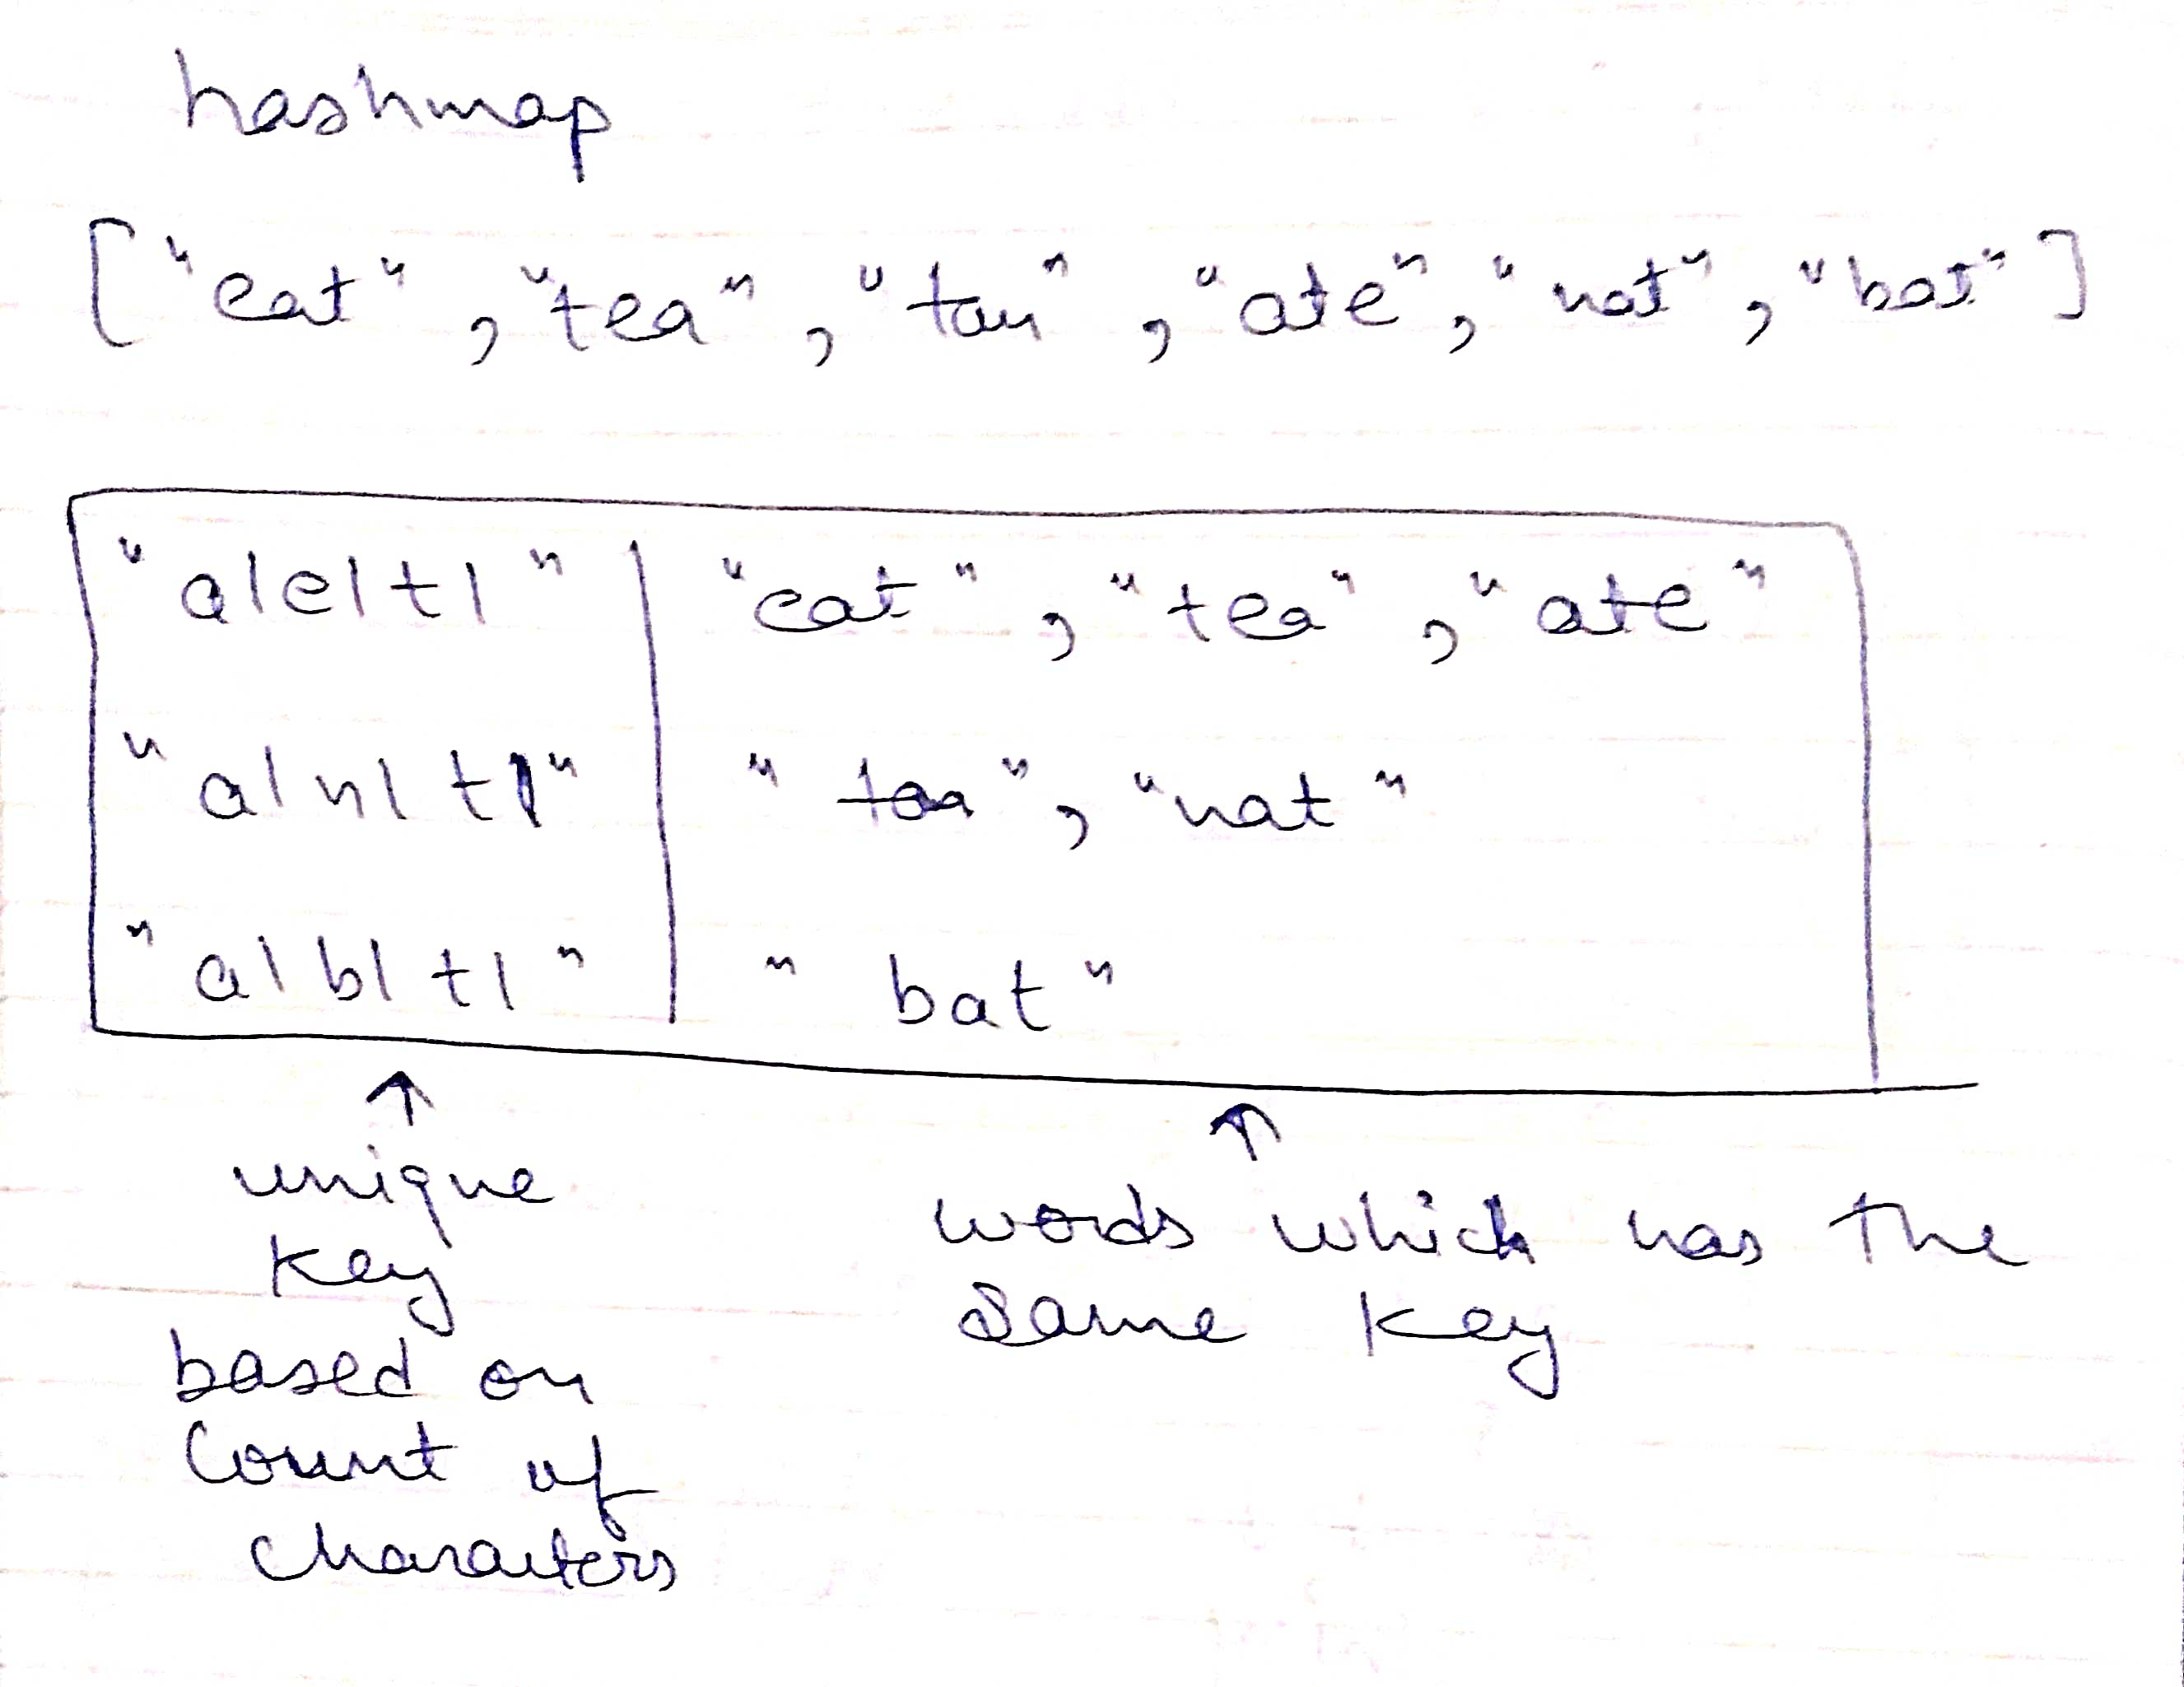 hashmap
["eat", "tea", "tan", "ate", "nat", "bat"]
"a1e1t1" | "eat", "tea", "ate"
"a1n1t1" "tan", "nat"
"a1b1t1" "bat"
unique
key
based on
count of
characters
words which has the
same key